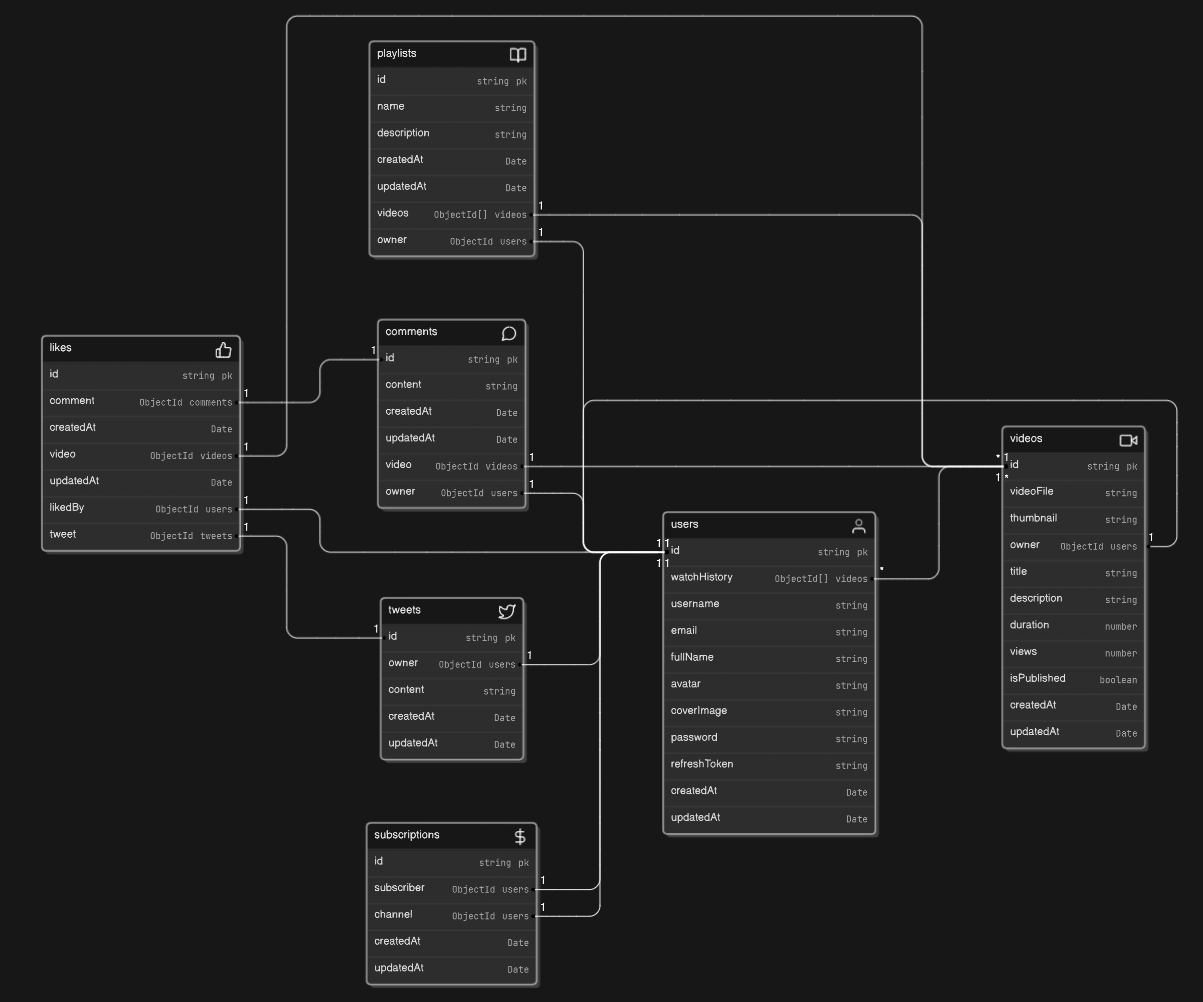 playlists
id string pk
name string
description string
createdAt Date
updatedAt Date
videos ObjectId[] videos 1
owner ObjectId users 1
likes
id string pk
comment ObjectId comments 1
createdAt Date
video ObjectId videos 1
updatedAt Date
likedBy ObjectId users 1
tweet ObjectId tweets 1
comments
1 id string pk
content string
createdAt Date
updatedAt Date
video ObjectId videos 1
owner ObjectId users 1
tweets
1 id string pk
owner ObjectId users 1
content string
createdAt Date
updatedAt Date
subscriptions
id string pk
subscriber ObjectId users 1
channel ObjectId users 1
createdAt Date
updatedAt Date
users
1 1
id string pk
1 1
watchHistory ObjectId[] videos *
username string
email string
fullName string
avatar string
coverImage string
password string
refreshToken string
createdAt Date
updatedAt Date
videos
* 1
id string pk
1 *
videoFile string
thumbnail string
owner ObjectId users 1
title string
description string
duration number
views number
isPublished boolean
createdAt Date
updatedAt Date